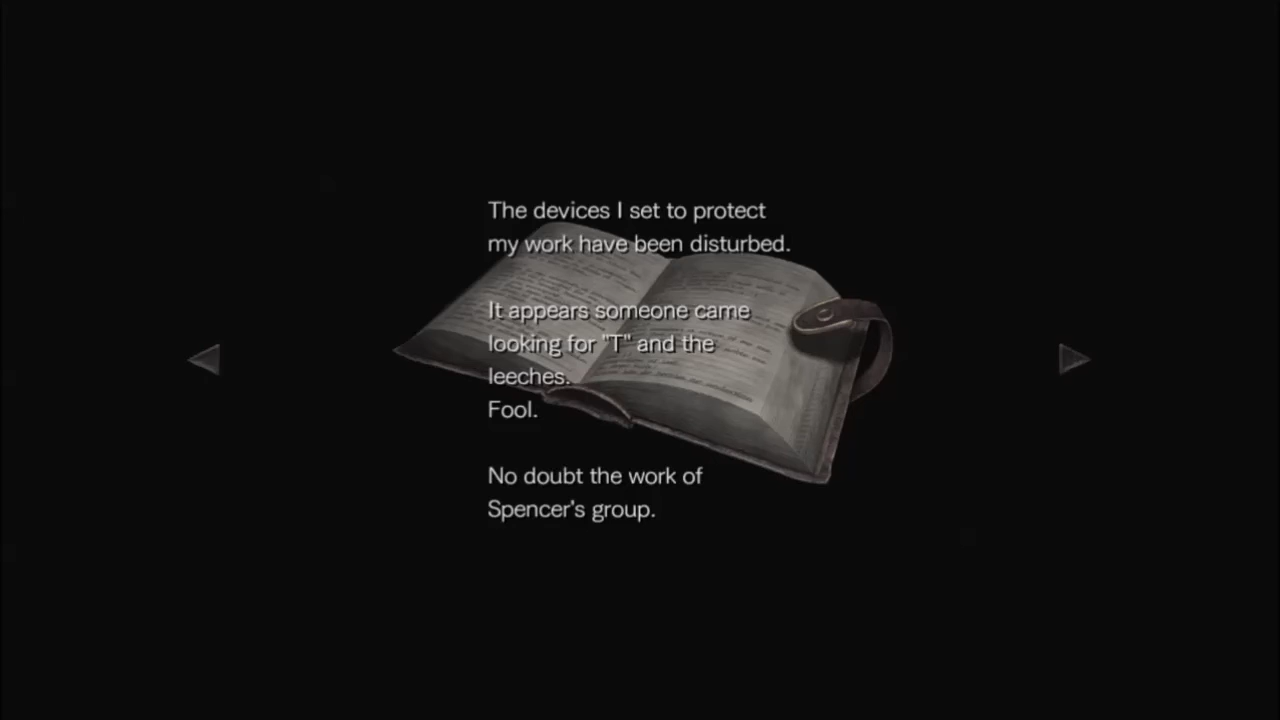 The devices I set to protect
my work have been disturbed.
It appears someone came
looking for "T" and the
leeches.
Fool.
No doubt the work of
Spencer's group.